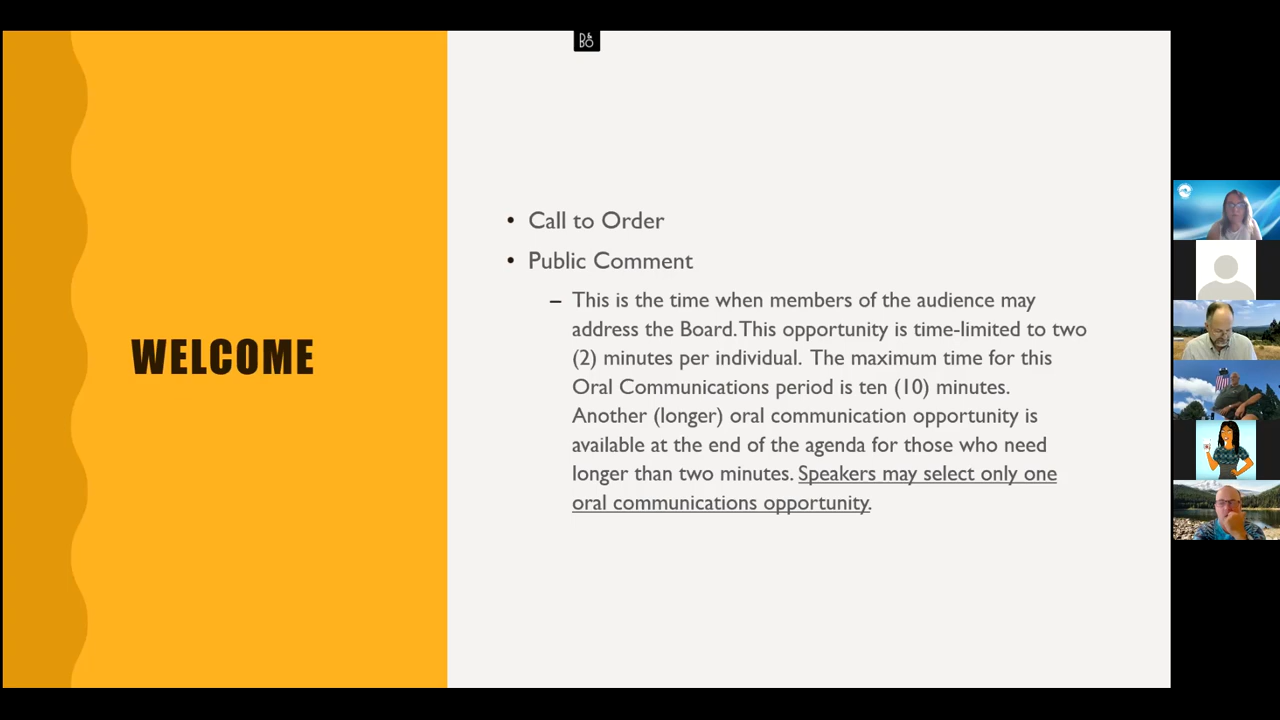 D&
BO
Call to Order
Public Comment
This is the time when members of the audience may
address the Board. This opportunity is time-limited to two
(2) minutes per individual. The maximum time for this
Oral Communications period is ten (10) minutes.
Another (longer) oral communication opportunity is
available at the end of the agenda for those who need
longer than two minutes. Speakers may select only one
oral communications opportunity.
WELCOME